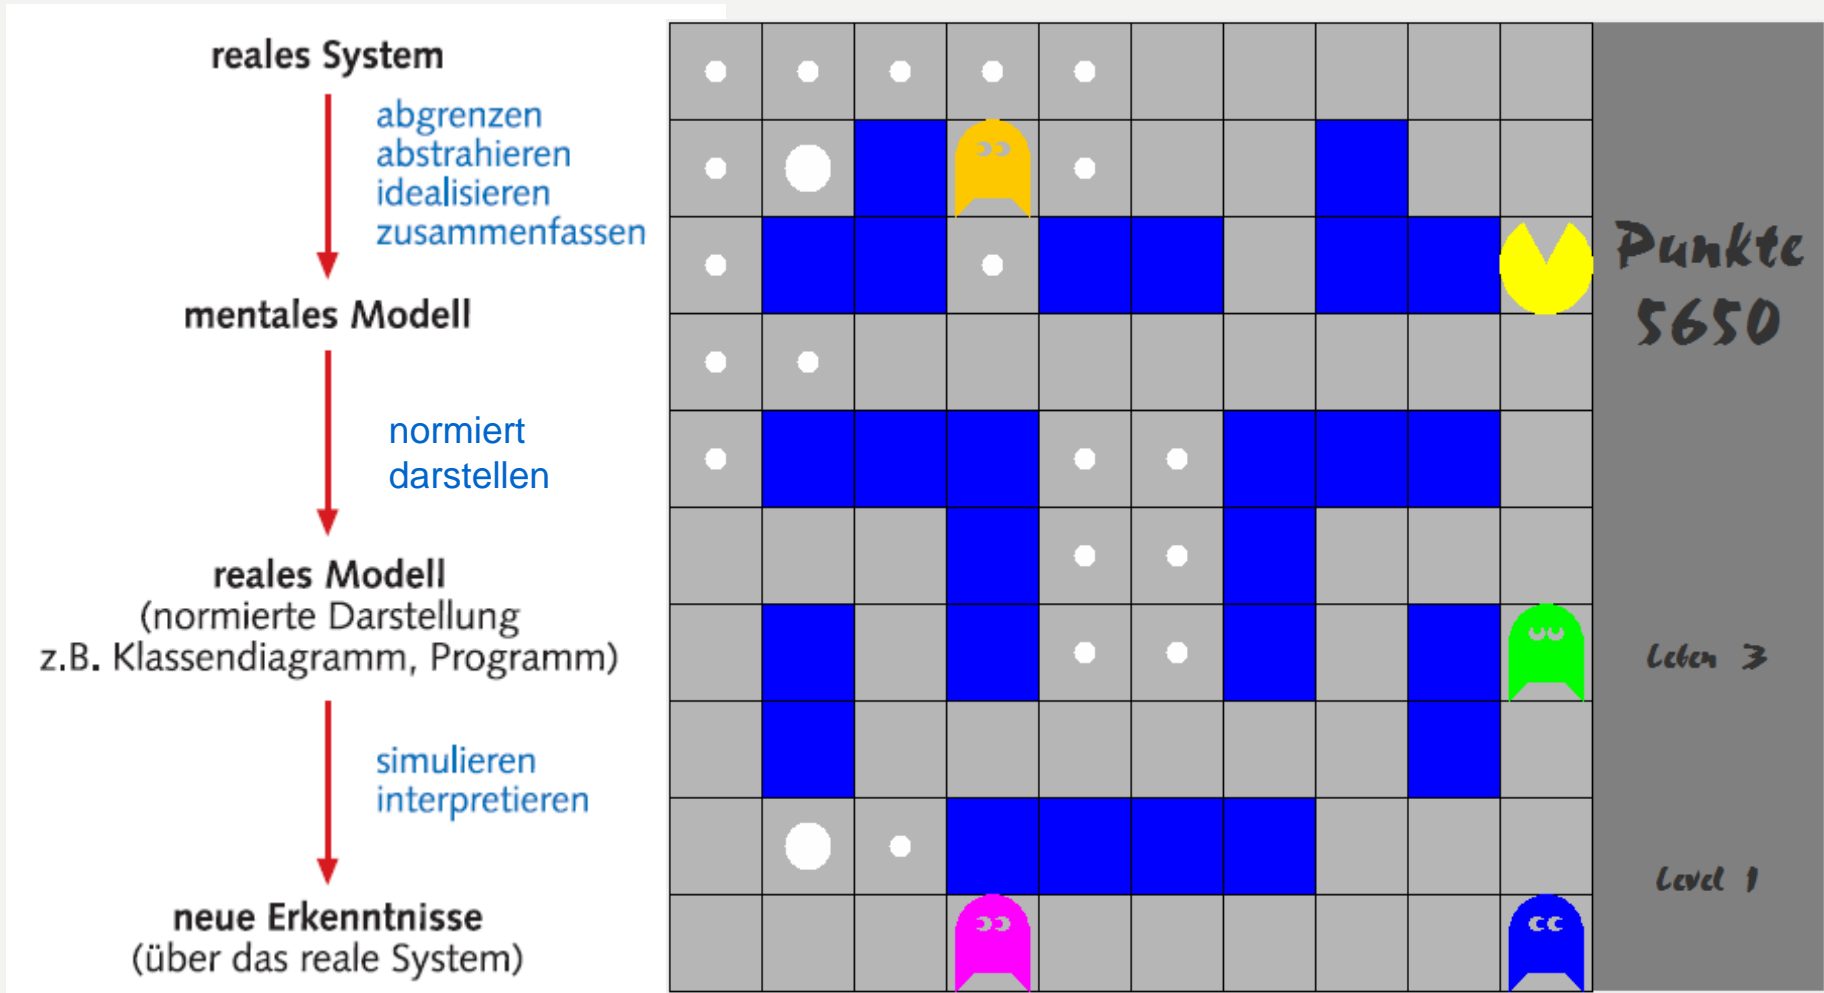 reales System
abgrenzen
abstrahieren
idealisieren
zusammenfassen
mentales Modell
normiert
darstellen
reales Modell
(normierte Darstellung
z.B. Klassendiagramm, Programm)
simulieren
interpretieren
neue Erkenntnisse
(über das reale System)
Punkte
5650
Leben 3
Level 1